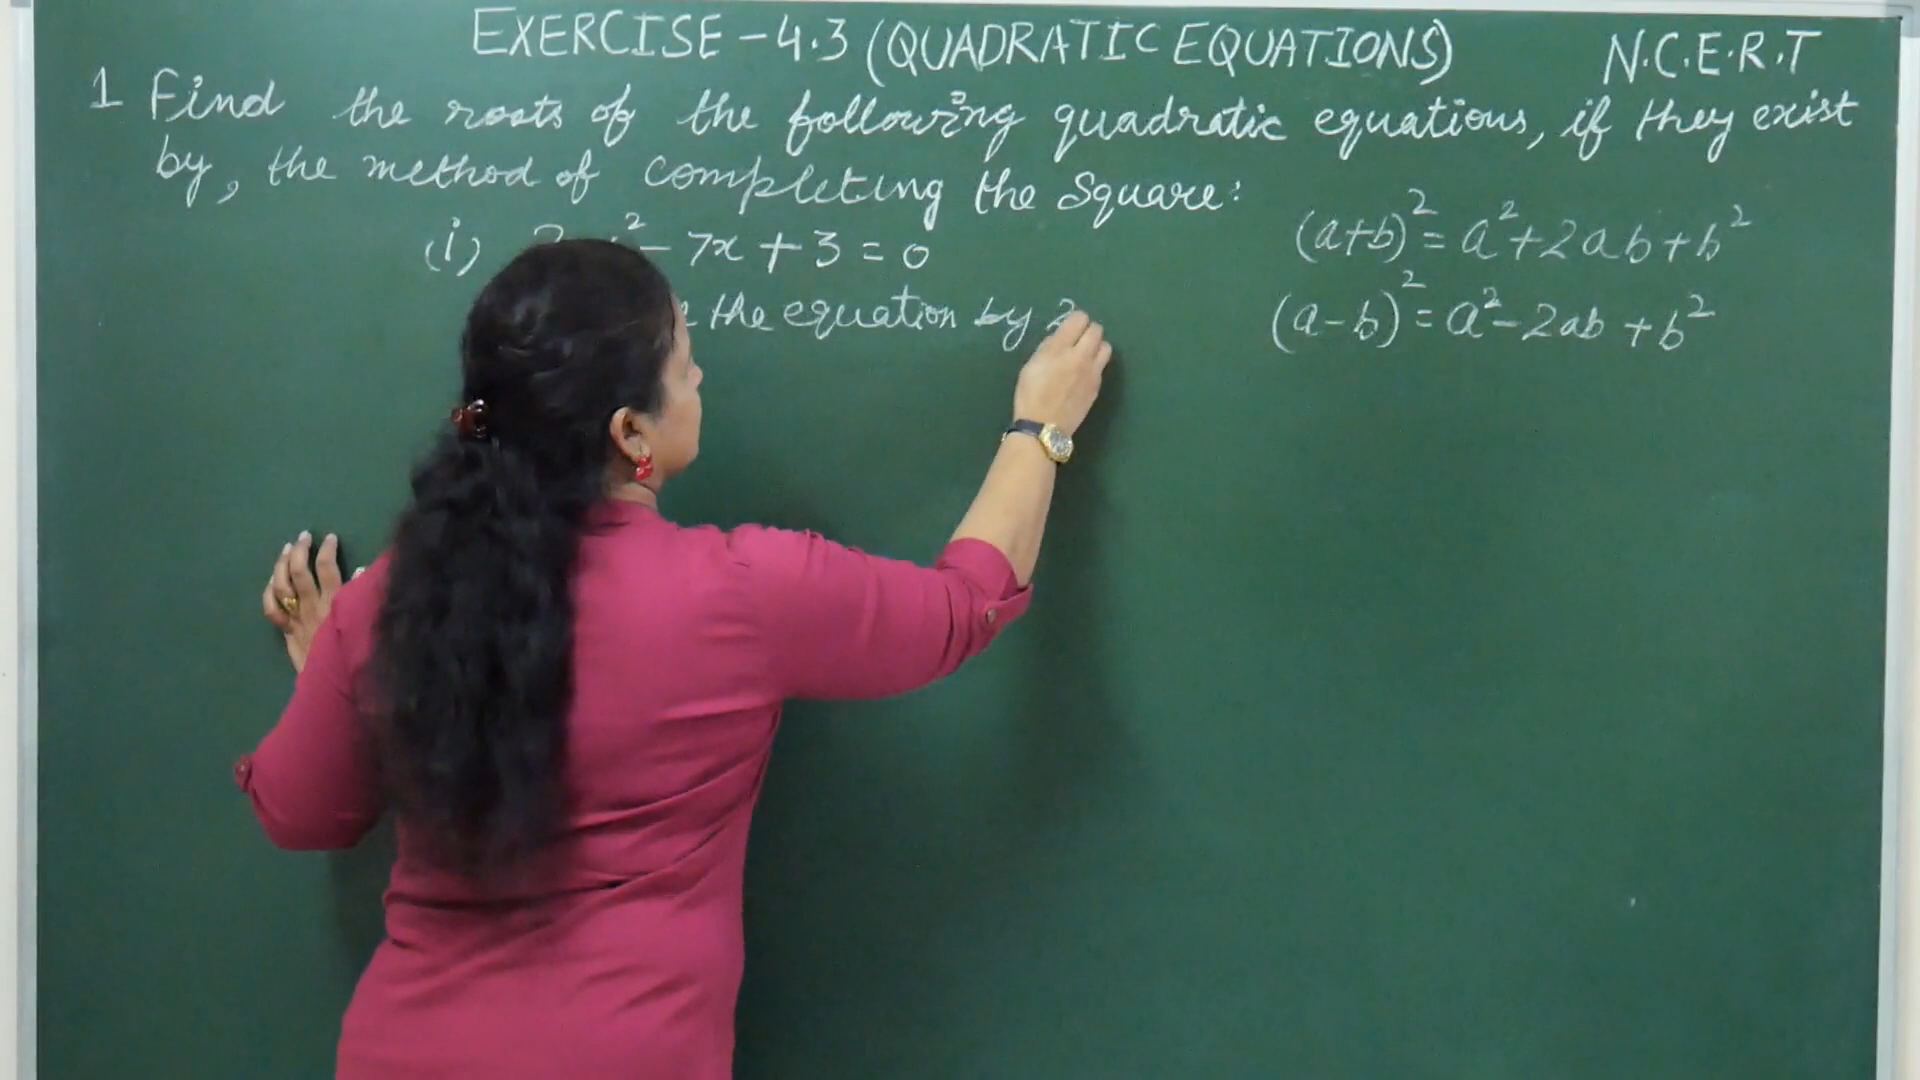 EXERCISE - 4.3 (QUADRATIC EQUATIONS) N.C.E.R.T
1 Find the roots of the following quadratic equations, if they exist
by, the method of completing the Square:
(i) ² - 7x + 3 = 0
the equation by 2
(a+b)² = a² + 2ab + b²
(a-b)² = a² - 2ab + b²